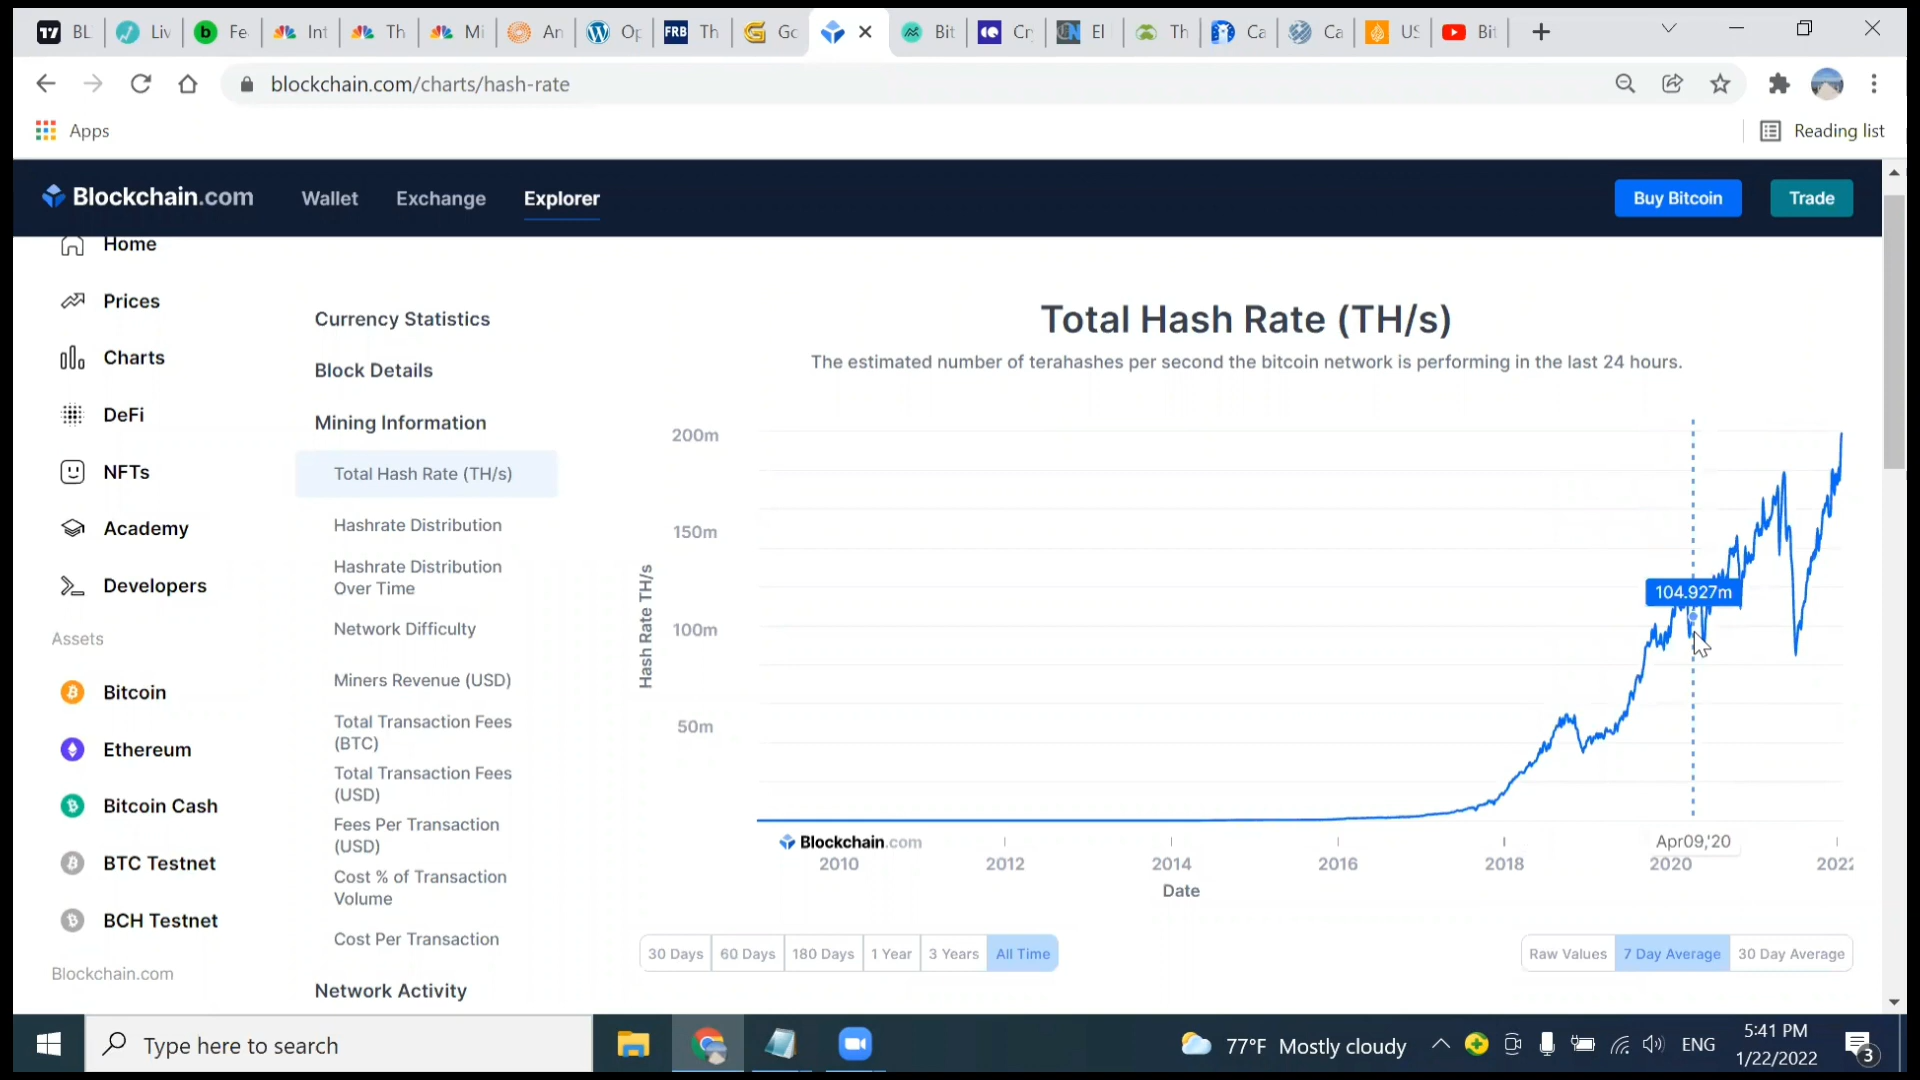 BL
Liv
Fe
Int
Th
Mi
An
Op
FRB
Th
Go
Bit
Cr
El
Th
Ca
Ca
US
Bit
blockchain.com/charts/hash-rate
Apps
Reading list
Blockchain.com
Wallet
Exchange
Explorer
Buy Bitcoin
Trade
Home
Prices
Charts
DeFi
NFTs
Academy
Developers
Assets
Bitcoin
Ethereum
Bitcoin Cash
BTC Testnet
BCH Testnet
Blockchain.com
Currency Statistics
Block Details
Mining Information
Total Hash Rate (TH/s)
Hashrate Distribution
Hashrate Distribution
Over Time
Network Difficulty
Miners Revenue (USD)
Total Transaction Fees
(BTC)
Total Transaction Fees
(USD)
Fees Per Transaction
(USD)
Cost % of Transaction
Volume
Cost Per Transaction
Network Activity
Total Hash Rate (TH/s)
The estimated number of terahashes per second the bitcoin network is performing in the last 24 hours.
200m
150m
100m
50m
Hash Rate TH/s
104.927m
Blockchain.com
Apr09,'20
2010
2012
2014
2016
2018
2020
2022
Date
30 Days
60 Days
180 Days
1 Year
3 Years
All Time
Raw Values
7 Day Average
30 Day Average
Type here to search
77°F Mostly cloudy
ENG
5:41 PM
1/22/2022
3